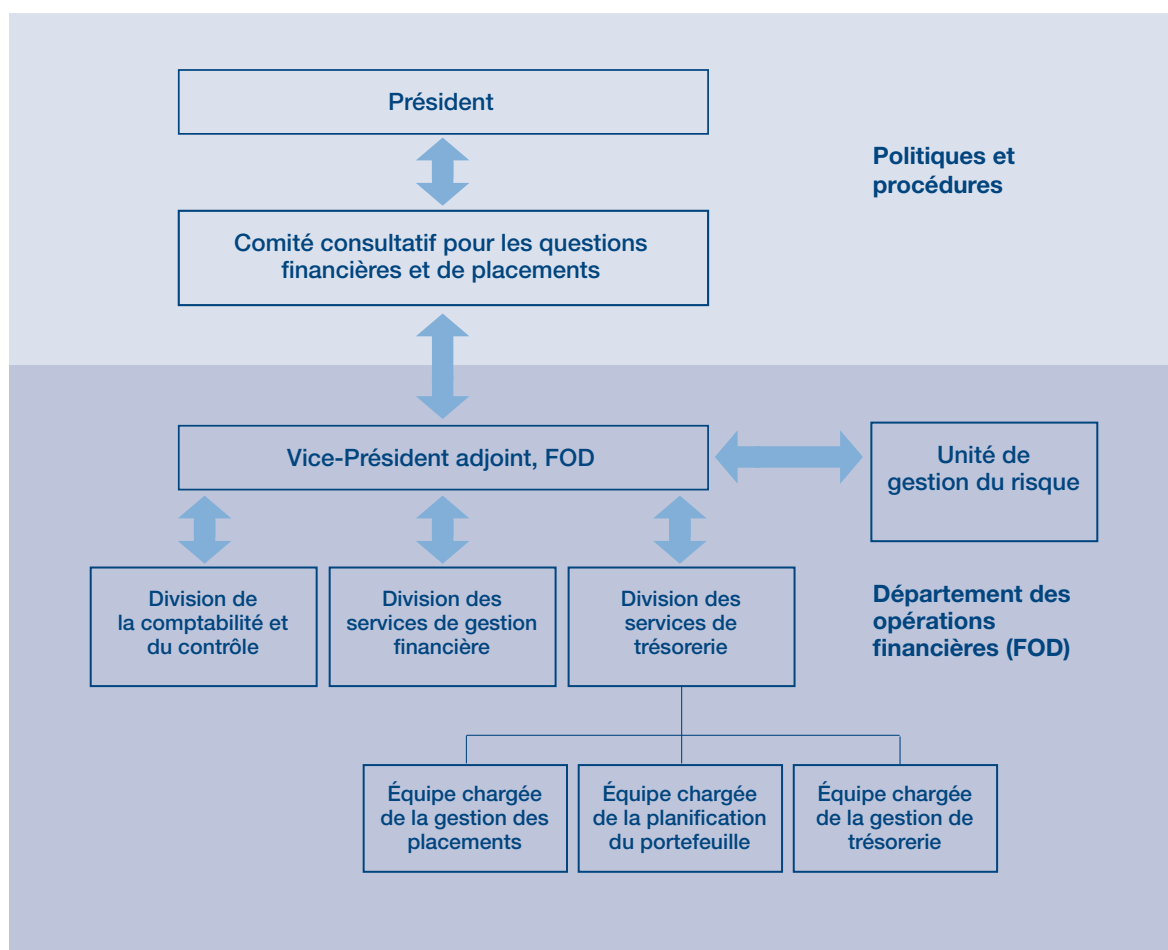 Président
Politiques et
procédures
Comité consultatif pour les questions
financières et de placements
Vice-Président adjoint, FOD
Unité de
gestion du risque
Division de
la comptabilité et
du contrôle
Division des
services de gestion
financière
Division des
services de
trésorerie
Département des
opérations
financières (FOD)
Équipe chargée
de la gestion des
placements
Équipe chargée
de la planification
du portefeuille
Équipe chargée
de la gestion de
trésorerie